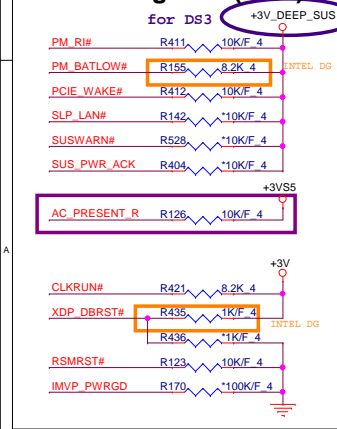 for DS3
+3V_DEEP_SUS
PM_RI# R411 10K/F_4
PM_BATLOW# R155 8.2K_4 INTEL DG
PCIE_WAKE# R412 10K/F_4
SLP_LAN# R142 *10K/F_4
SUSWARN# R528 *10K/F_4
SUS_PWR_ACK R404 *10K/F_4
+3VS5
AC_PRESENT_R R126 10K/F_4
A
+3V
CLKRUN# R421 8.2K_4
XDP_DBRST# R435 1K/F_4 INTEL DG
R436 *1K/F_4
RSMRST# R123 10K/F_4
IMVP_PWRGD R170 *100K/F_4